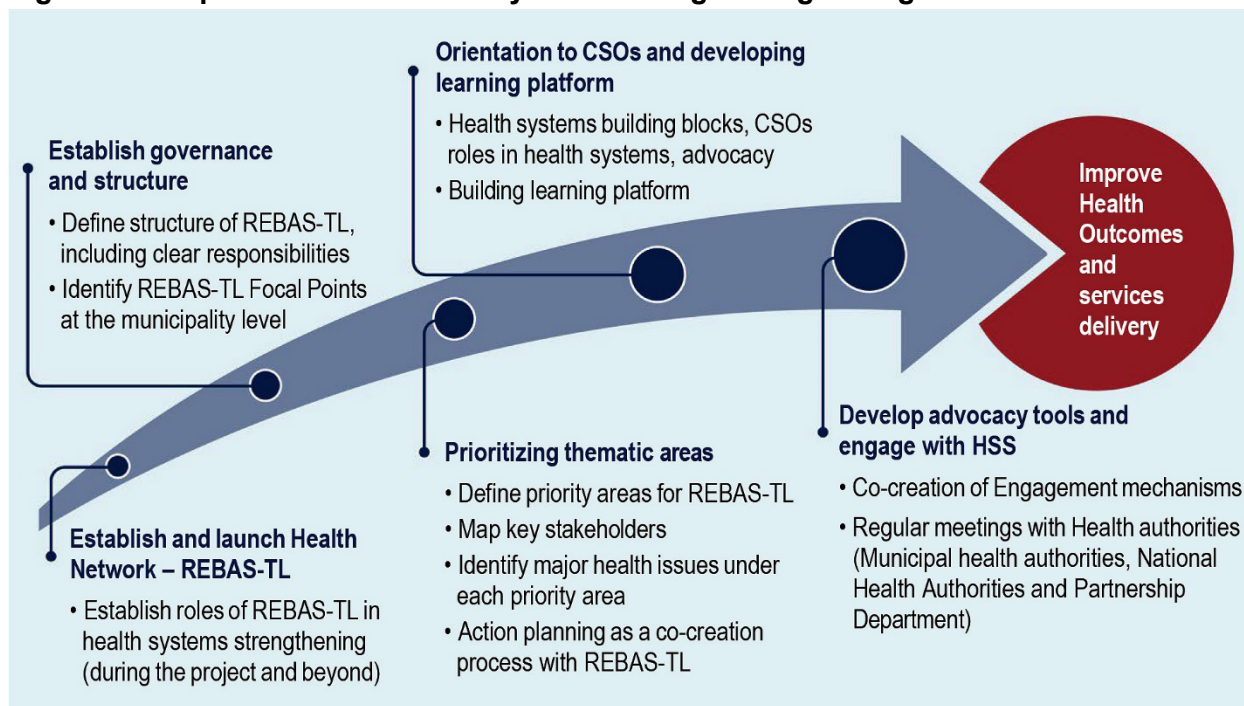 Orientation to CSOs and developing
learning platform
• Health systems building blocks, CSOs
roles in health systems, advocacy
• Building learning platform
Establish governance
and structure
• Define structure of REBAS-TL,
including clear responsibilities
• Identify REBAS-TL Focal Points
at the municipality level
Improve
Health
Outcomes
and
services
delivery
Establish and launch Health
Network – REBAS-TL
• Establish roles of REBAS-TL in
health systems strengthening
(during the project and beyond)
Prioritizing thematic areas
• Define priority areas for REBAS-TL
• Map key stakeholders
• Identify major health issues under
each priority area
• Action planning as a co-creation
process with REBAS-TL
Develop advocacy tools and
engage with HSS
• Co-creation of Engagement mechanisms
• Regular meetings with Health authorities
(Municipal health authorities, National
Health Authorities and Partnership
Department)